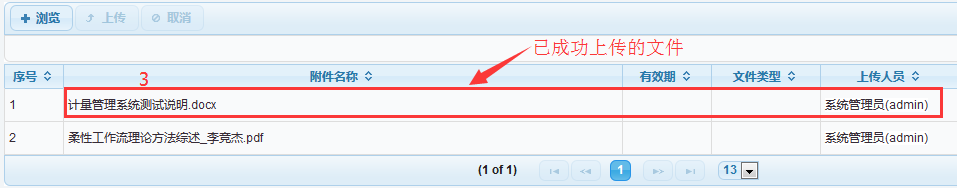 浏览 上传 取消
已成功上传的文件
3
序号 附件名称 有效期 文件类型 上传人员
1 计量管理系统测试说明.docx 系统管理员(admin)
2 柔性工作流理论方法综述_李竞杰.pdf 系统管理员(admin)
(1 of 1) 1 13